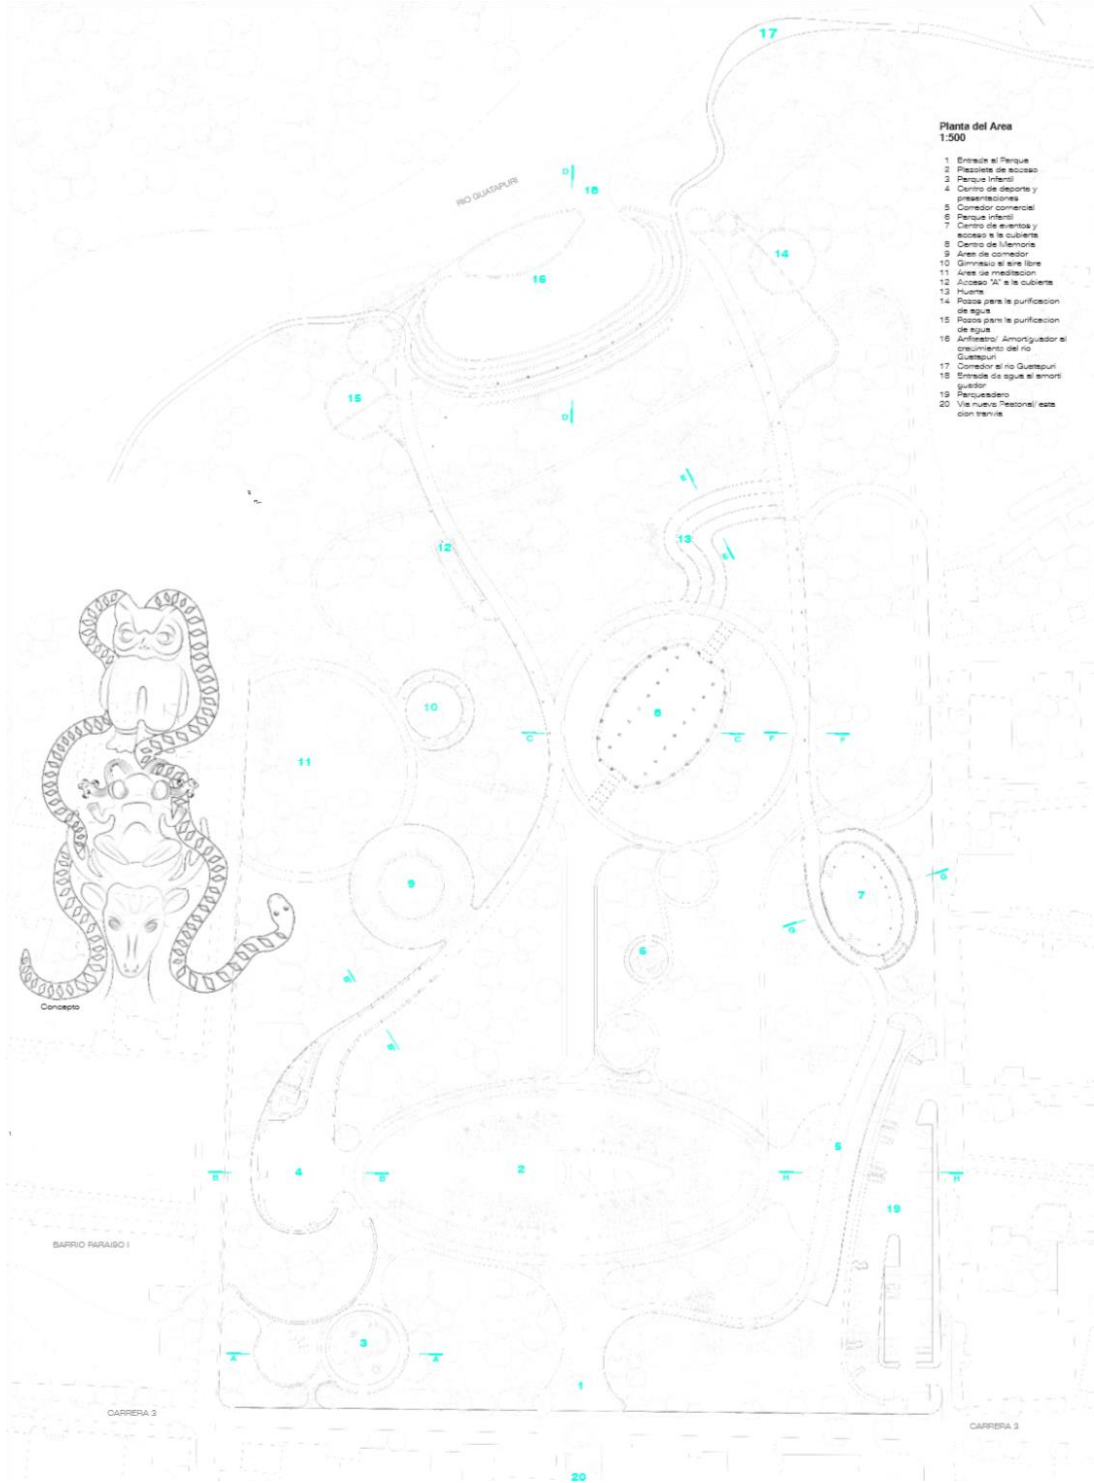 17
Planta del Area
1:500
1 Entrada al Parque
2 Plazoleta de acceso
3 Parque Infantil
4 Centro de deporte y
presentaciones
5 Corredor comercial
6 Parque infantil
7 Centro de eventos y
acceso a la cubierta
8 Centro de Memoria
9 Area de comedor
10 Gimnasio al aire libre
11 Area de meditacion
12 Acceso "A" a la cubierta
13 Huerta
14 Pozos para la purificacion
de agua
15 Pozos para la purificacion
de agua
16 Anfiteatro/ Amortiguador al
crecimiento del rio
Guatapuri
17 Corredor al rio Guatapuri
18 Entrada de agua al amorti
guador
19 Parqueadero
20 Via nueva Peatonal/ esta
cion tranvia
D
18
RIO GUATAPURI
14
16
15
D
E
13
E
12
8
10
C
C
F
F
11
9
7
G
G
6
Concepto
B
B
5
4
2
B
B
H
H
19
BARRIO PARAISO I
3
A
A
1
CARRERA 3
CARRERA 3
20